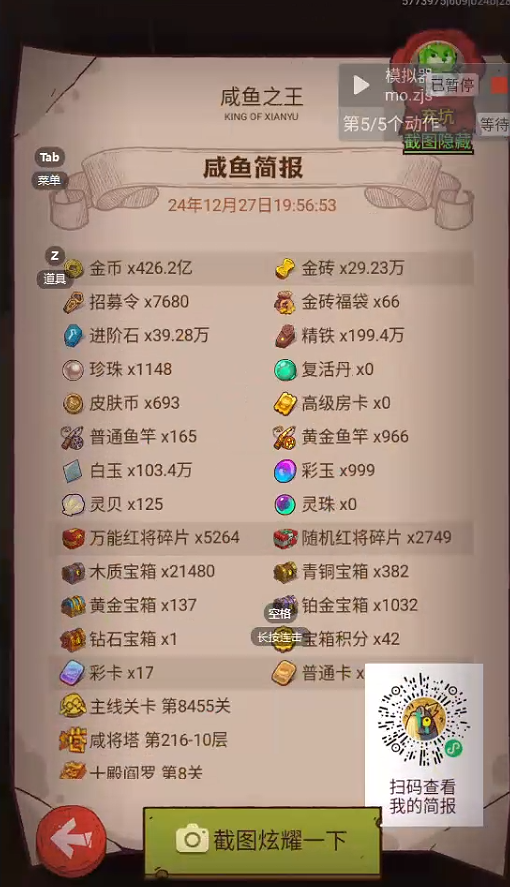 咸鱼之王
KING OF XIANYU
模拟器
已暂停
mo.zjs
弃坑
第5/5个动作
等待
截图隐藏
Tab
菜单
咸鱼简报
24年12月27日19:56:53
Z
道具
金币 x426.2亿 金砖 x29.23万
招募令 x7680 金砖福袋 x66
进阶石 x39.28万 精铁 x199.4万
珍珠 x1148 复活丹 x0
皮肤币 x693 高级房卡 x0
普通鱼竿 x165 黄金鱼竿 x966
白玉 x103.4万 彩玉 x999
灵贝 x125 灵珠 x0
万能红将碎片 x5264 随机红将碎片 x2749
木质宝箱 x21480 青铜宝箱 x382
黄金宝箱 x137 铂金宝箱 x1032
空格
长按连击
钻石宝箱 x1 宝箱积分 x42
彩卡 x17 普通卡 x
主线关卡 第8455关
咸将塔 第216-10层
十殿阎罗 第8关
扫码查看
我的简报
截图炫耀一下